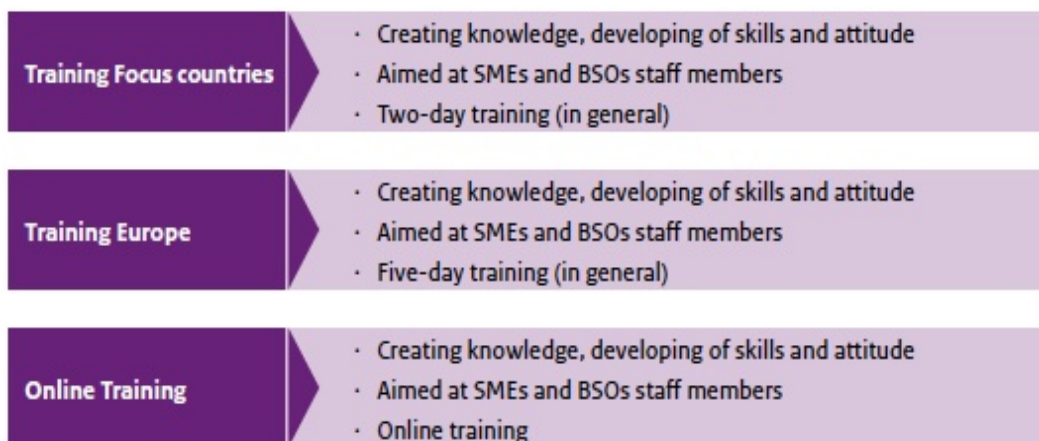 Training Focus countries
· Creating knowledge, developing of skills and attitude
· Aimed at SMEs and BSOs staff members
· Two-day training (in general)
Training Europe
· Creating knowledge, developing of skills and attitude
· Aimed at SMEs and BSOs staff members
· Five-day training (in general)
Online Training
· Creating knowledge, developing of skills and attitude
· Aimed at SMEs and BSOs staff members
· Online training